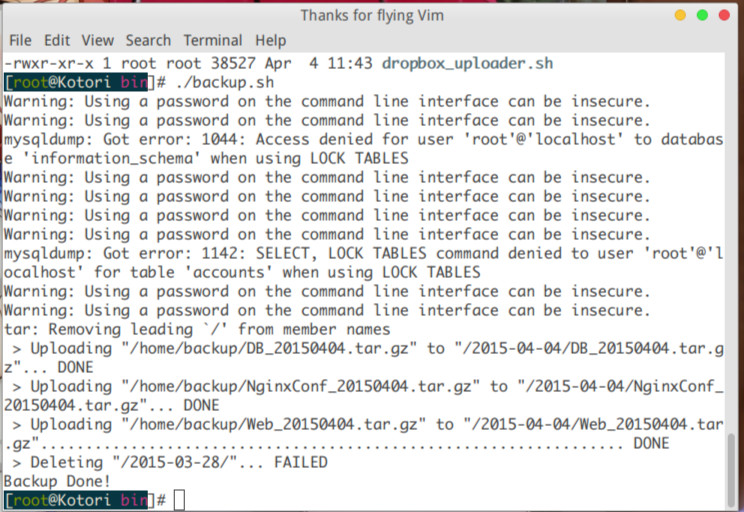 Thanks for flying Vim
File Edit View Search Terminal Help
-rwxr-xr-x 1 root root 38527 Apr  4 11:43 dropbox_uploader.sh
[root@Kotori bin]# ./backup.sh
Warning: Using a password on the command line interface can be insecure.
Warning: Using a password on the command line interface can be insecure.
mysqldump: Got error: 1044: Access denied for user 'root'@'localhost' to databas
e 'information_schema' when using LOCK TABLES
Warning: Using a password on the command line interface can be insecure.
Warning: Using a password on the command line interface can be insecure.
Warning: Using a password on the command line interface can be insecure.
Warning: Using a password on the command line interface can be insecure.
mysqldump: Got error: 1142: SELECT, LOCK TABLES command denied to user 'root'@'l
ocalhost' for table 'accounts' when using LOCK TABLES
Warning: Using a password on the command line interface can be insecure.
Warning: Using a password on the command line interface can be insecure.
tar: Removing leading `/' from member names
 > Uploading "/home/backup/DB_20150404.tar.gz" to "/2015-04-04/DB_20150404.tar.g
z"... DONE
 > Uploading "/home/backup/NginxConf_20150404.tar.gz" to "/2015-04-04/NginxConf_
20150404.tar.gz"... DONE
 > Uploading "/home/backup/Web_20150404.tar.gz" to "/2015-04-04/Web_20150404.tar
.gz"...................................................................... DONE
 > Deleting "/2015-03-28/"... FAILED
Backup Done!
[root@Kotori bin]#